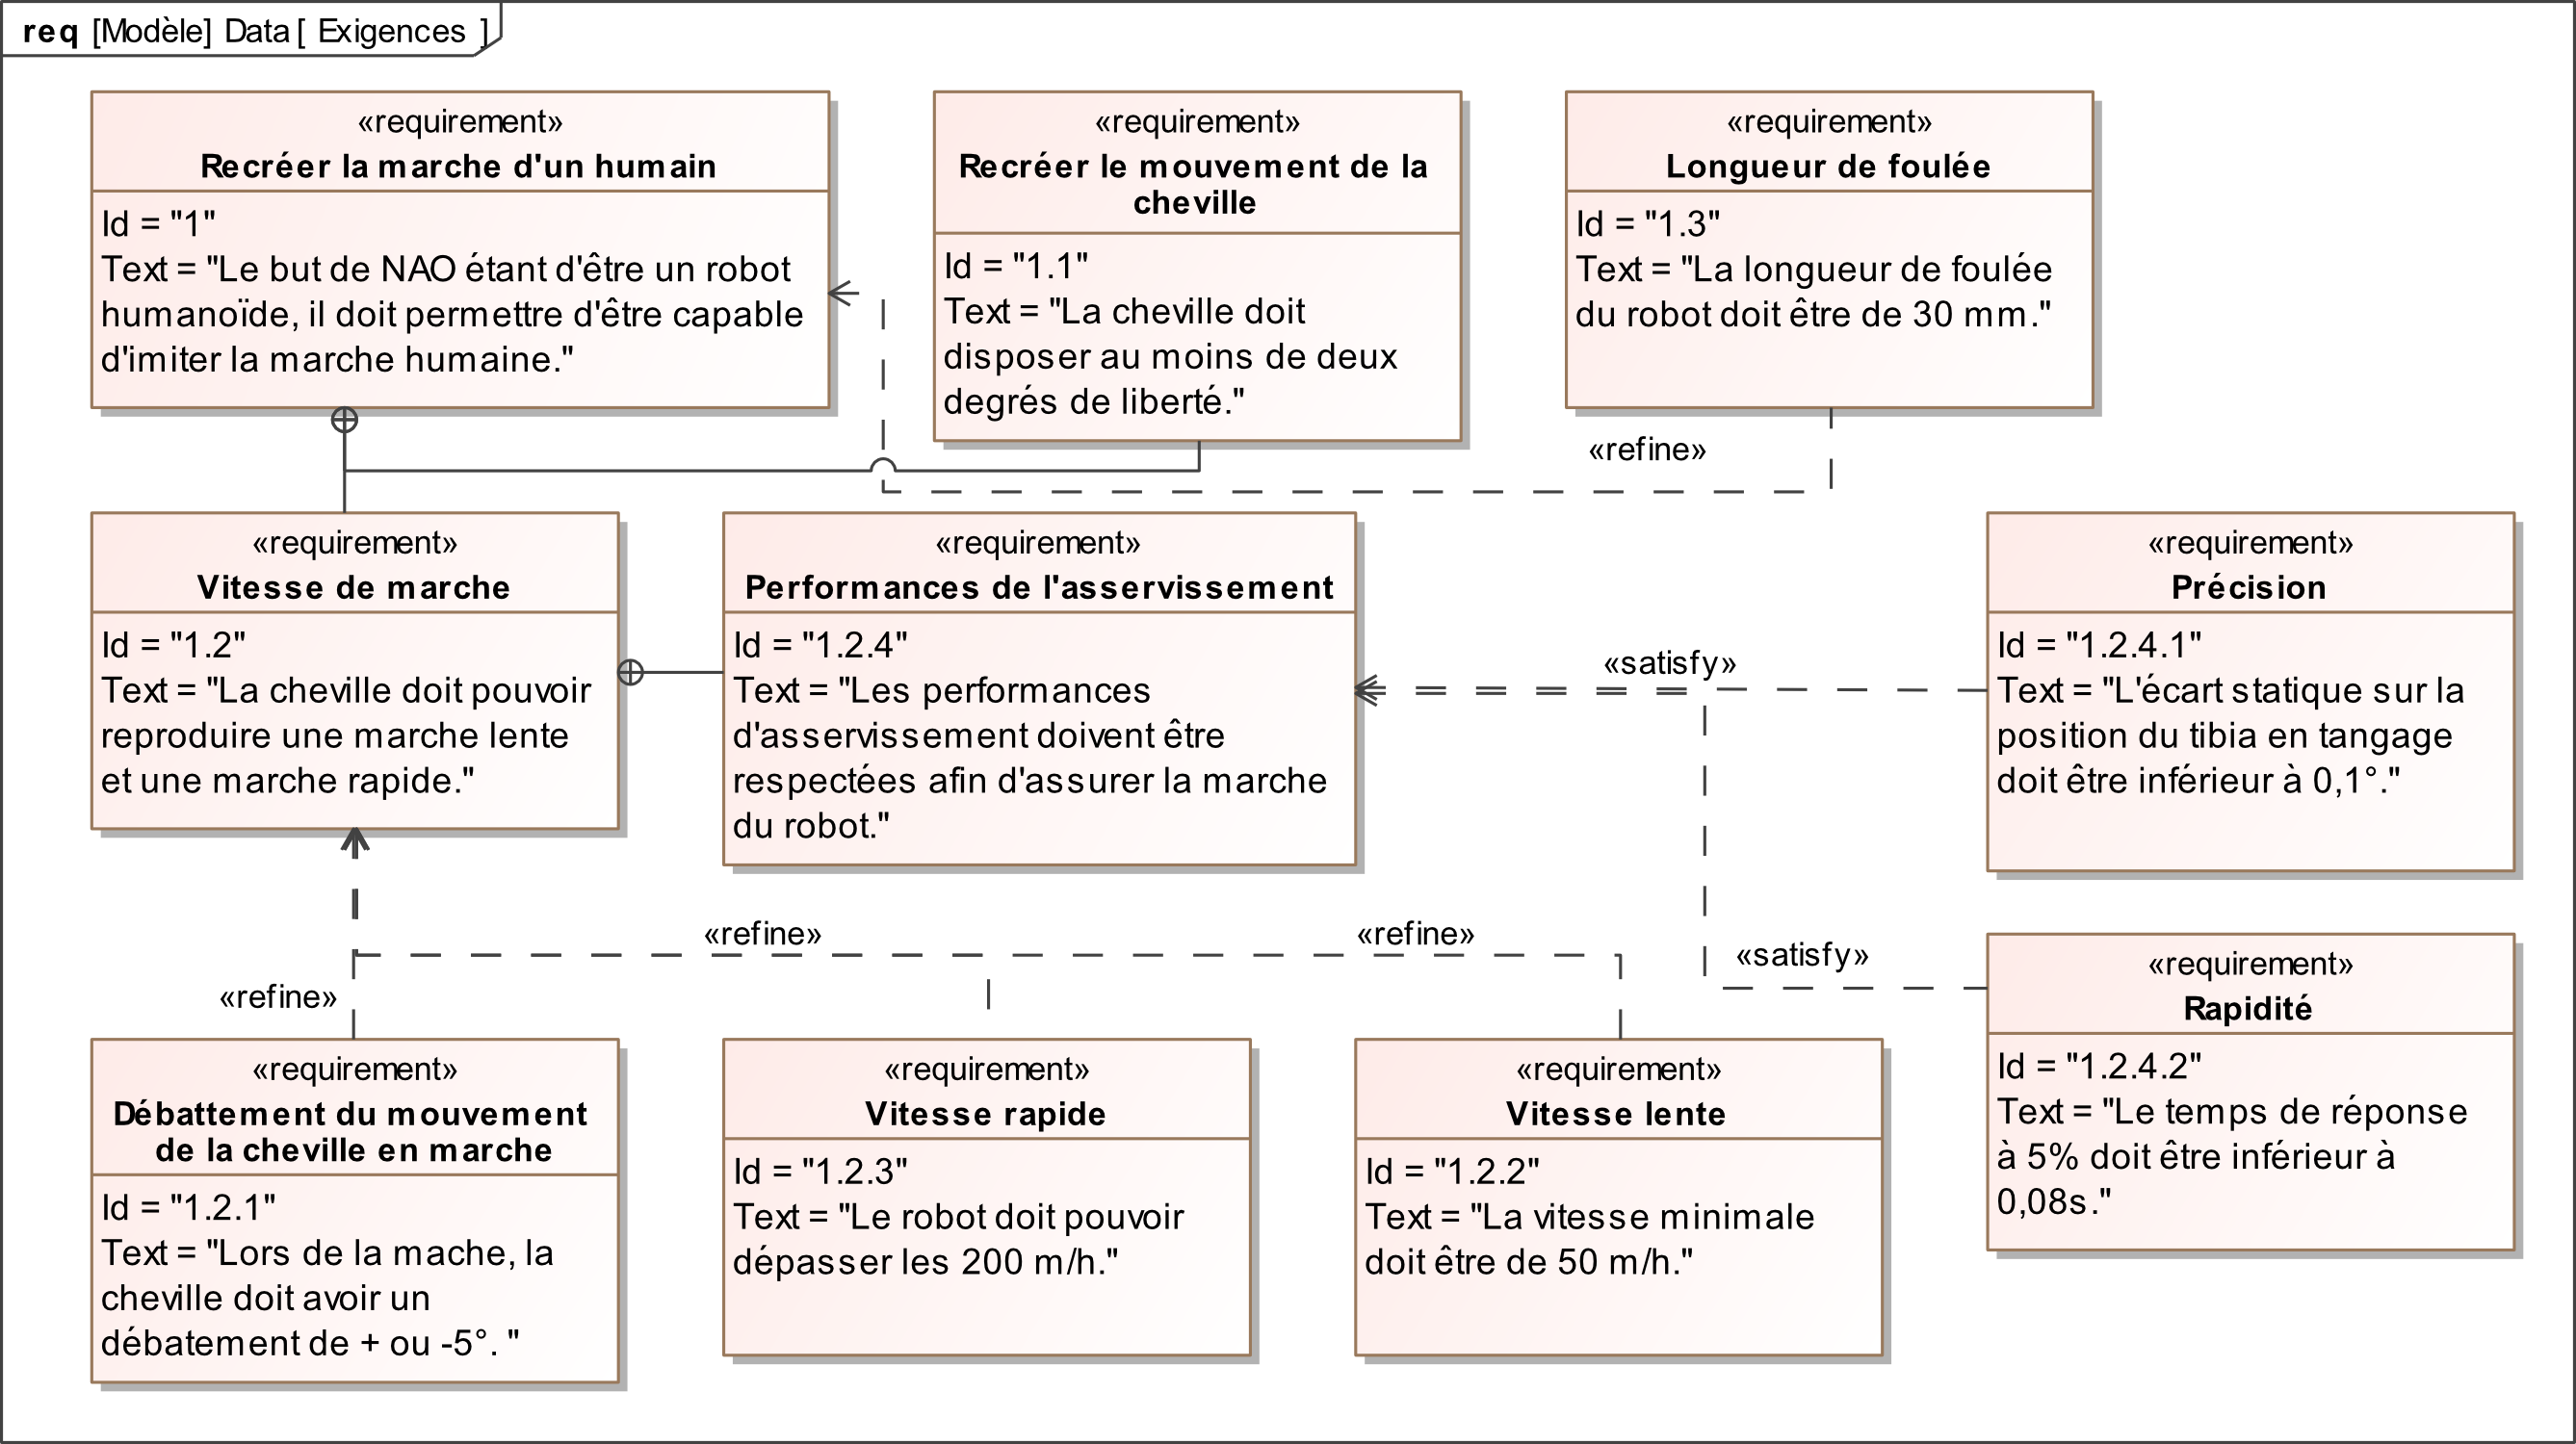 req [Modèle] Data [ Exigences ]
«requirement»
Recréer la marche d'un humain
Id = "1"
Text = "Le but de NAO étant d'être un robot
humanoïde, il doit permettre d'être capable
d'imiter la marche humaine."
«requirement»
Recréer le mouvement de la
cheville
Id = "1.1"
Text = "La cheville doit
disposer au moins de deux
degrés de liberté."
«requirement»
Longueur de foulée
Id = "1.3"
Text = "La longueur de foulée
du robot doit être de 30 mm."
«refine»
«requirement»
Vitesse de marche
Id = "1.2"
Text = "La cheville doit pouvoir
reproduire une marche lente
et une marche rapide."
«requirement»
Performances de l'asservissement
Id = "1.2.4"
Text = "Les performances
d'asservissement doivent être
respectées afin d'assurer la marche
du robot."
«satisfy»
«requirement»
Précision
Id = "1.2.4.1"
Text = "L'écart statique sur la
position du tibia en tangage
doit être inférieur à 0,1°."
«refine»
«refine»
«refine»
«satisfy»
«requirement»
Débattement du mouvement
de la cheville en marche
Id = "1.2.1"
Text = "Lors de la mache, la
cheville doit avoir un
débatement de + ou -5°. "
«requirement»
Vitesse rapide
Id = "1.2.3"
Text = "Le robot doit pouvoir
dépasser les 200 m/h."
«requirement»
Vitesse lente
Id = "1.2.2"
Text = "La vitesse minimale
doit être de 50 m/h."
«requirement»
Rapidité
Id = "1.2.4.2"
Text = "Le temps de réponse
à 5% doit être inférieur à
0,08s."